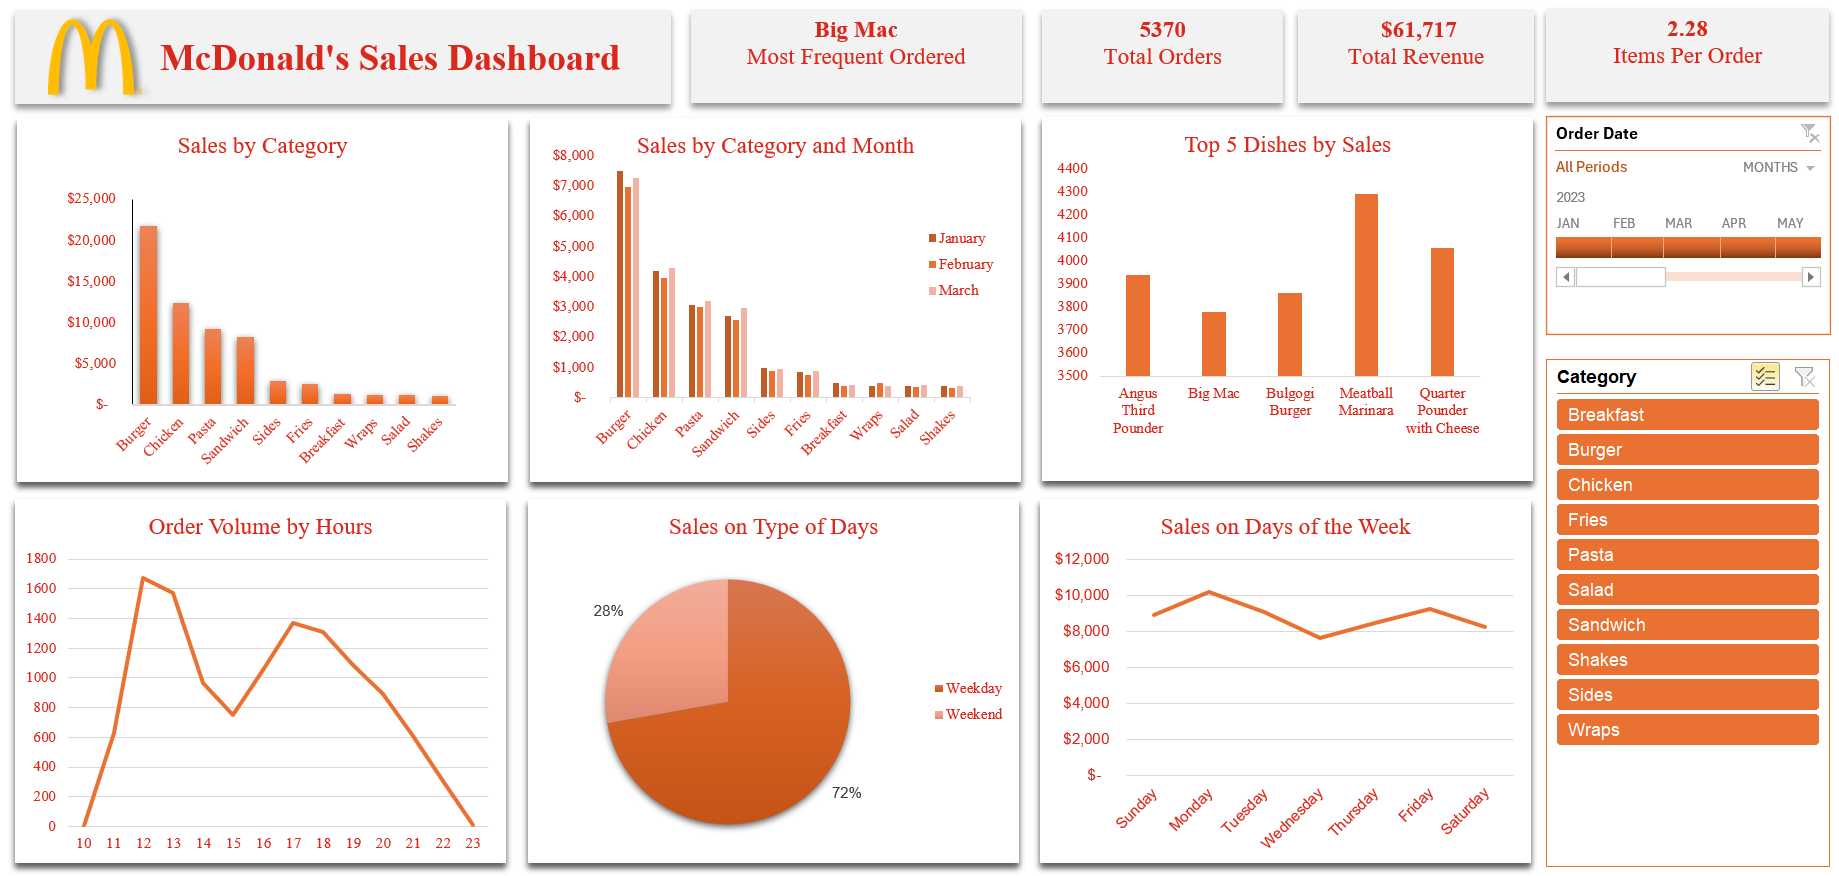 McDonald's Sales Dashboard
Big Mac
Most Frequent Ordered
5370
Total Orders
$61,717
Total Revenue
2.28
Items Per Order
Sales by Category
$25,000
$20,000
$15,000
$10,000
$5,000
$-
Burger
Chicken
Pasta
Sandwich
Sides
Fries
Breakfast
Wraps
Salad
Shakes
Sales by Category and Month
$8,000
$7,000
$6,000
$5,000
$4,000
$3,000
$2,000
$1,000
$-
Burger
Chicken
Pasta
Sandwich
Sides
Fries
Breakfast
Wraps
Salad
Shakes
January
February
March
Top 5 Dishes by Sales
4400
4300
4200
4100
4000
3900
3800
3700
3600
3500
Angus
Third
Pounder
Big Mac
Bulgogi
Burger
Meatball
Marinara
Quarter
Pounder
with Cheese
Order Date
All Periods
MONTHS
2023
JAN FEB MAR APR MAY
Category
Breakfast
Burger
Chicken
Fries
Pasta
Salad
Sandwich
Shakes
Sides
Wraps
Order Volume by Hours
1800
1600
1400
1200
1000
800
600
400
200
0
10 11 12 13 14 15 16 17 18 19 20 21 22 23
Sales on Type of Days
28%
72%
Weekday
Weekend
Sales on Days of the Week
$12,000
$10,000
$8,000
$6,000
$4,000
$2,000
$-
Sunday
Monday
Tuesday
Wednesday
Thursday
Friday
Saturday